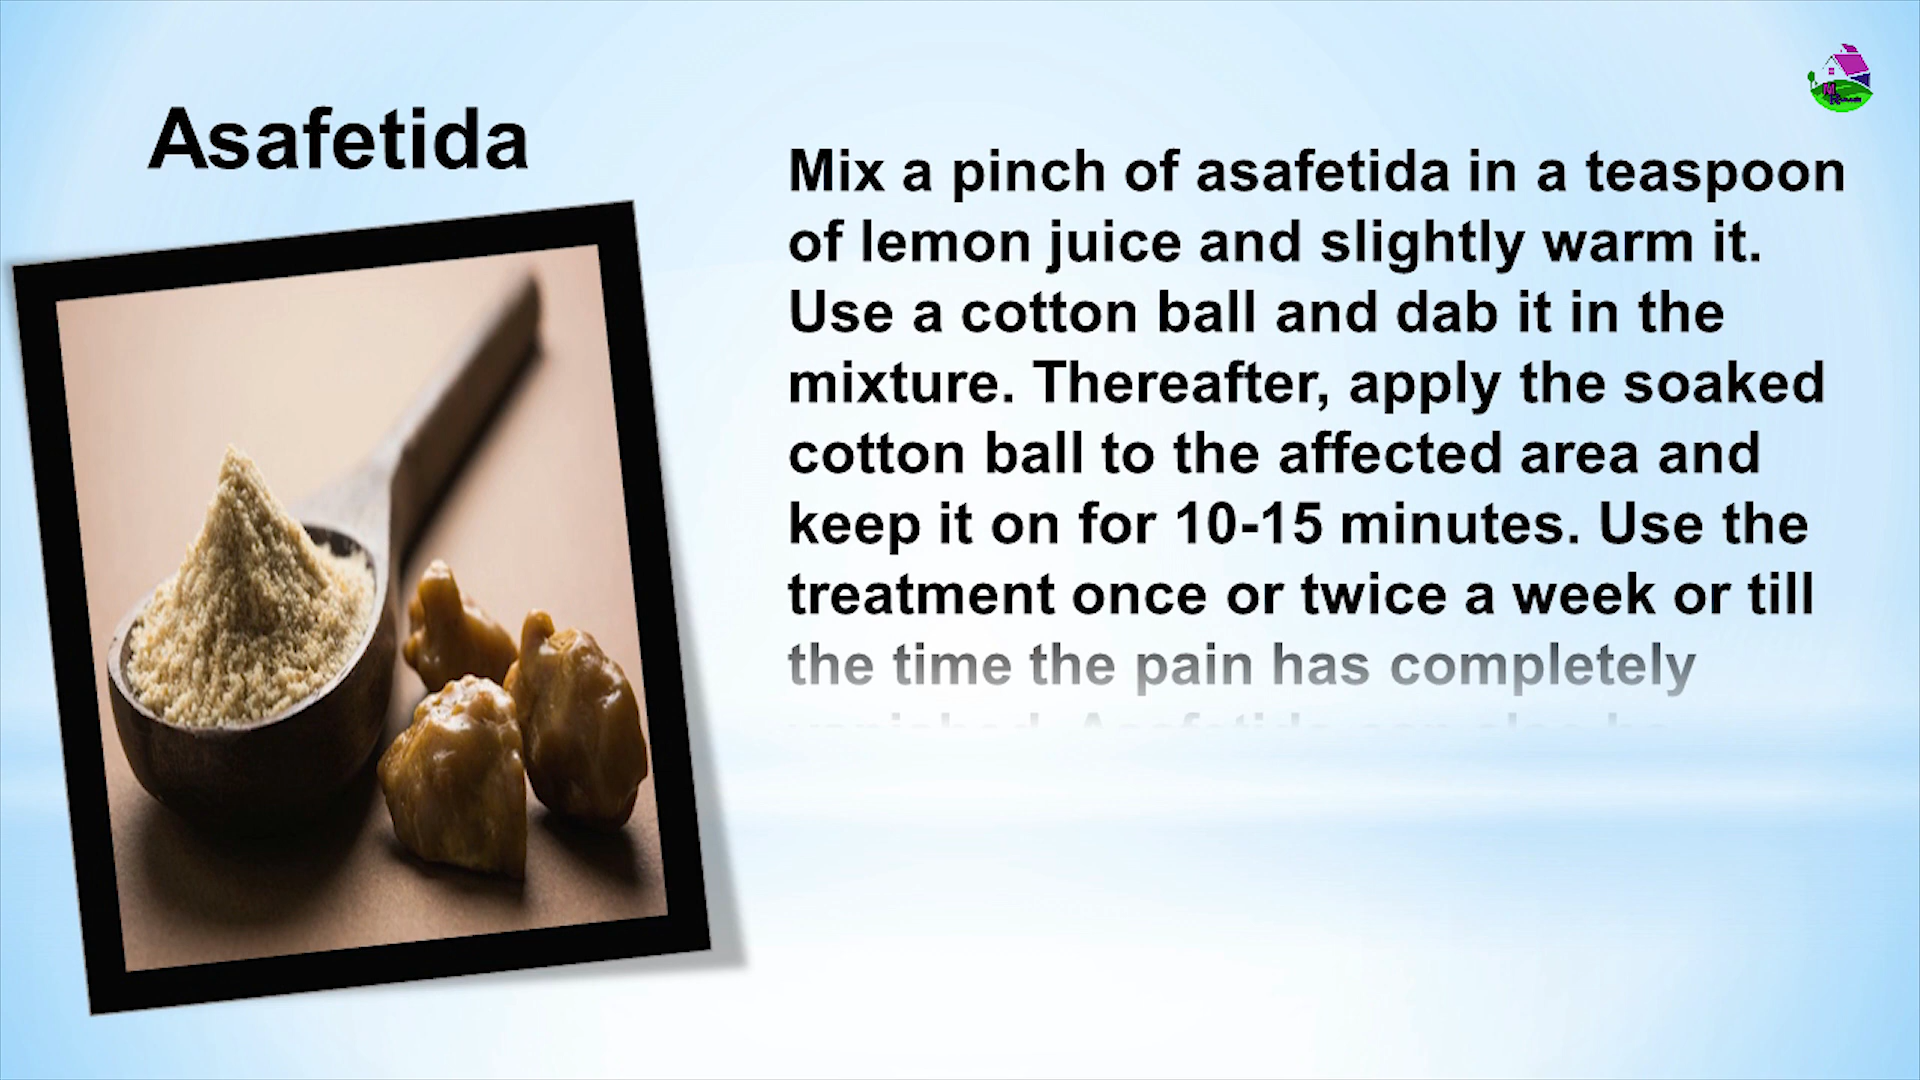 Asafetida
Mix a pinch of asafetida in a teaspoon
of lemon juice and slightly warm it.
Use a cotton ball and dab it in the
mixture. Thereafter, apply the soaked
cotton ball to the affected area and
keep it on for 10-15 minutes. Use the
treatment once or twice a week or till
the time the pain has completely